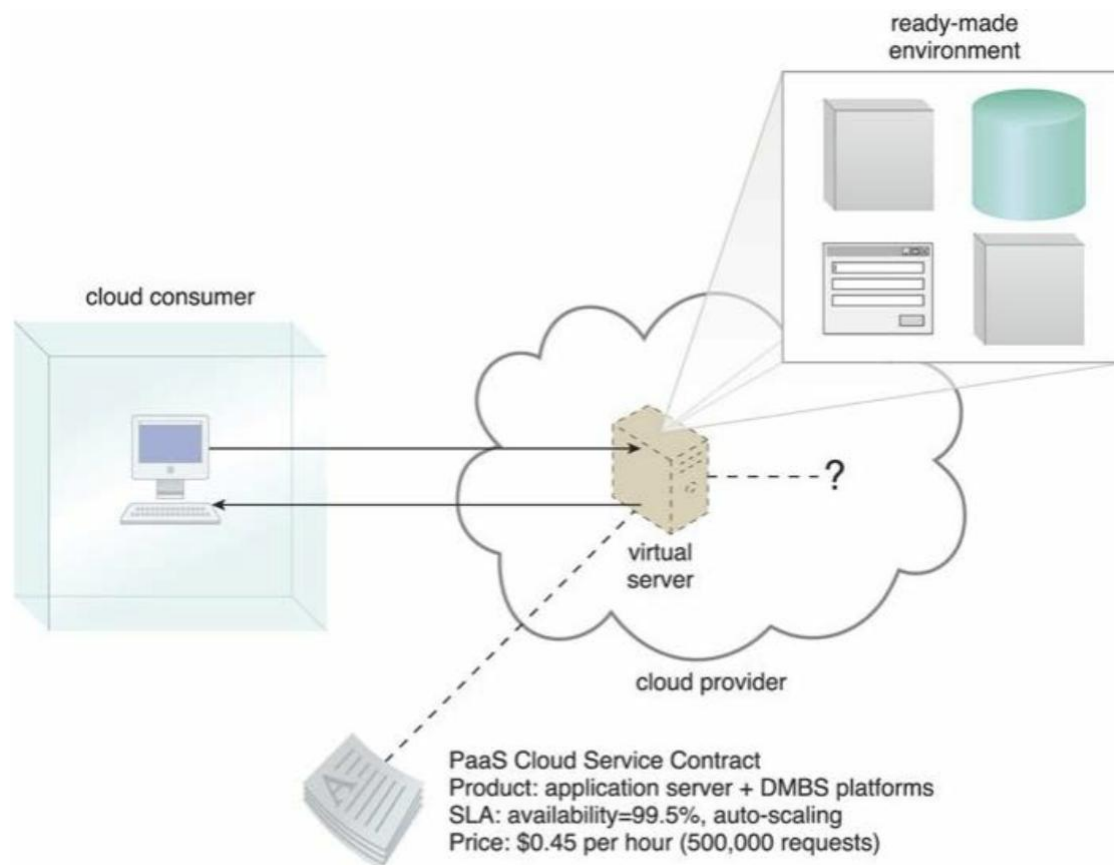 ready-made
environment
cloud consumer
?
virtual
server
cloud provider
A
PaaS Cloud Service Contract
Product: application server + DMBS platforms
SLA: availability=99.5%, auto-scaling
Price: $0.45 per hour (500,000 requests)